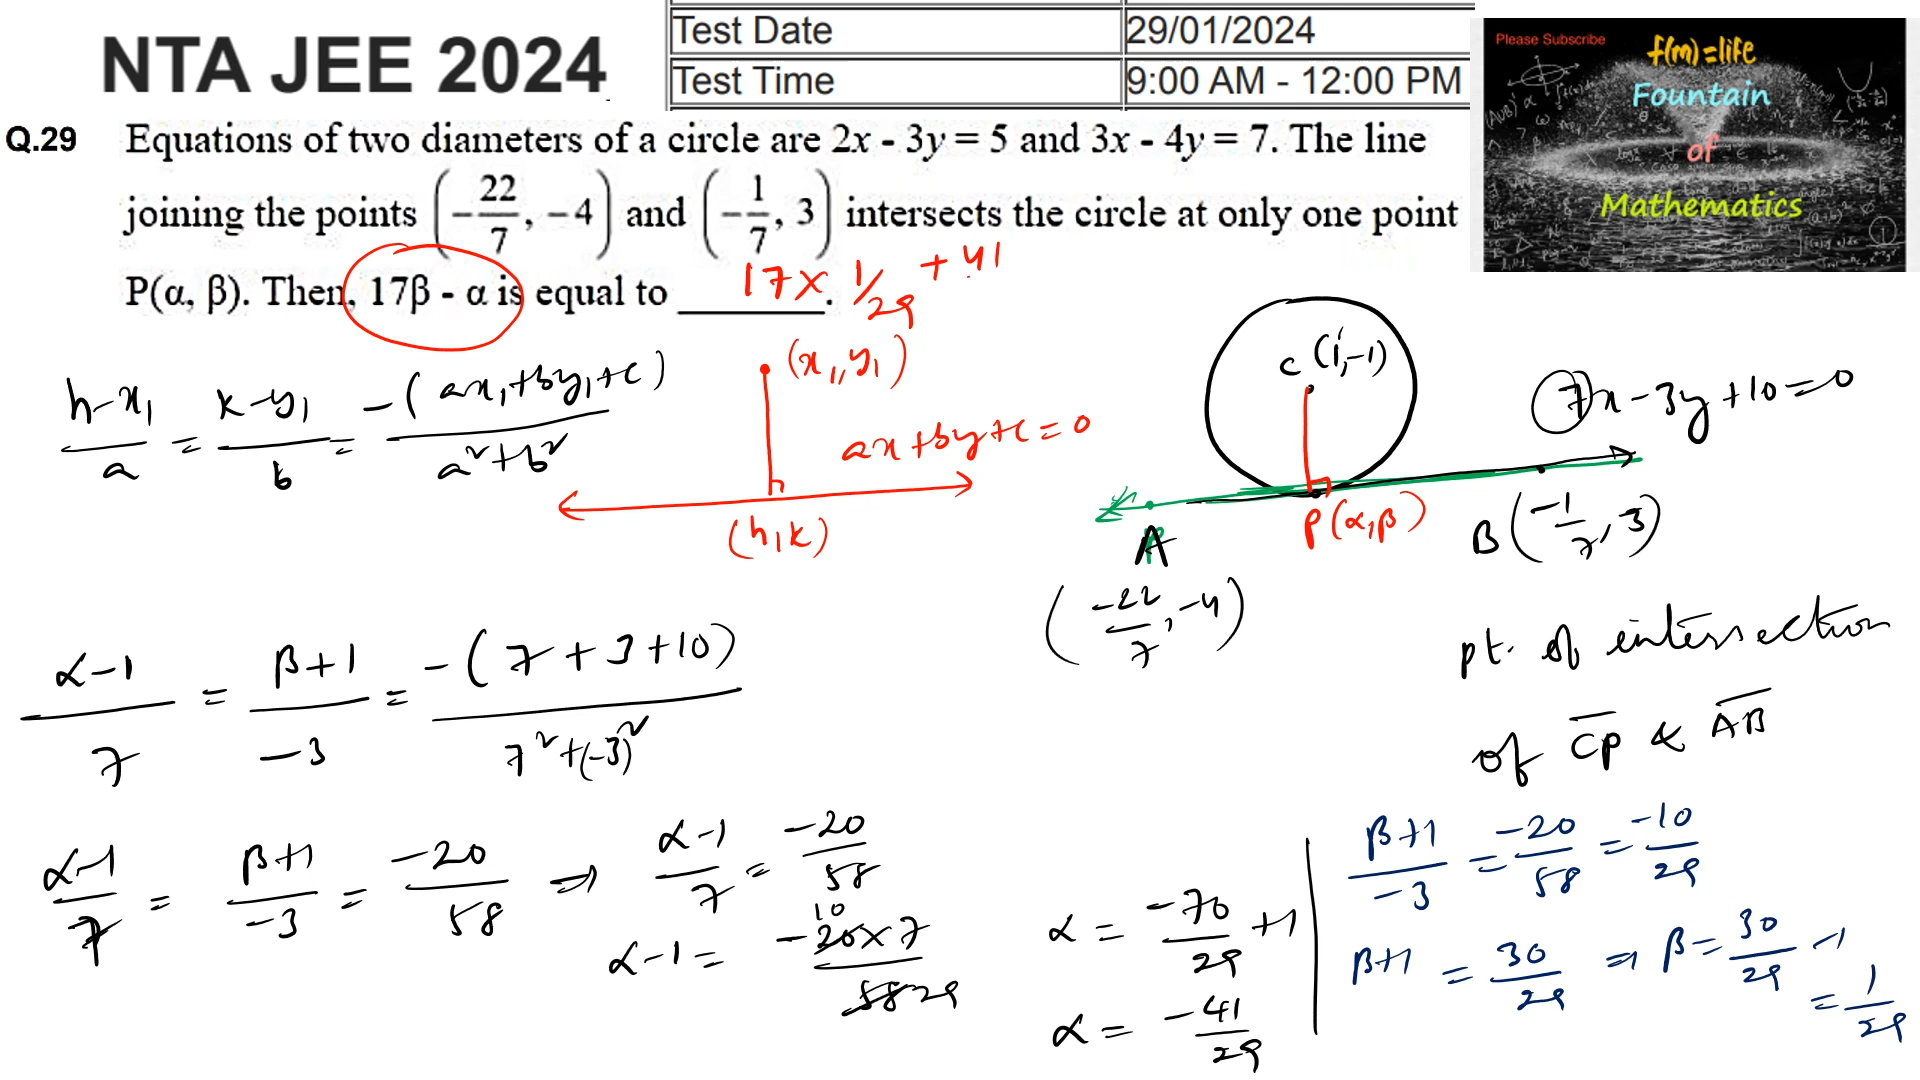 NTA JEE 2024
Test Date 29/01/2024
Test Time 9:00 AM - 12:00 PM
Please Subscribe
f(m)=life
Fountain
of
Mathematics
Q.29 Equations of two diameters of a circle are 2x - 3y = 5 and 3x - 4y = 7. The line
joining the points (-22/7, -4) and (-1/7, 3) intersects the circle at only one point
P(α, β). Then, 17β - α is equal to ________.
17× 1/29 + 41
(h-x₁)/a = (k-y₁)/b = -(ax₁+by₁+c)/(a²+b²)
(x₁,y₁)
ax+by+c=0
(h,k)
C (1,-1)
7x-3y+10=0
P(α,β)
A
(-22/7, -4)
B (-1/7, 3)
pt. of intersection
of CP & AB
(α-1)/7 = (β+1)/-3 = -(7+3+10)/(7²+(-3)²)
(α-1)/7 = (β+1)/-3 = -20/58 ⇒ (α-1)/7 = -20/58
α-1 = -20×7/58 10 29
α = -70/29 +1
α = -41/29
(β+1)/-3 = -20/58 = -10/29
β+1 = 30/29 ⇒ β = 30/29 -1
= 1/29